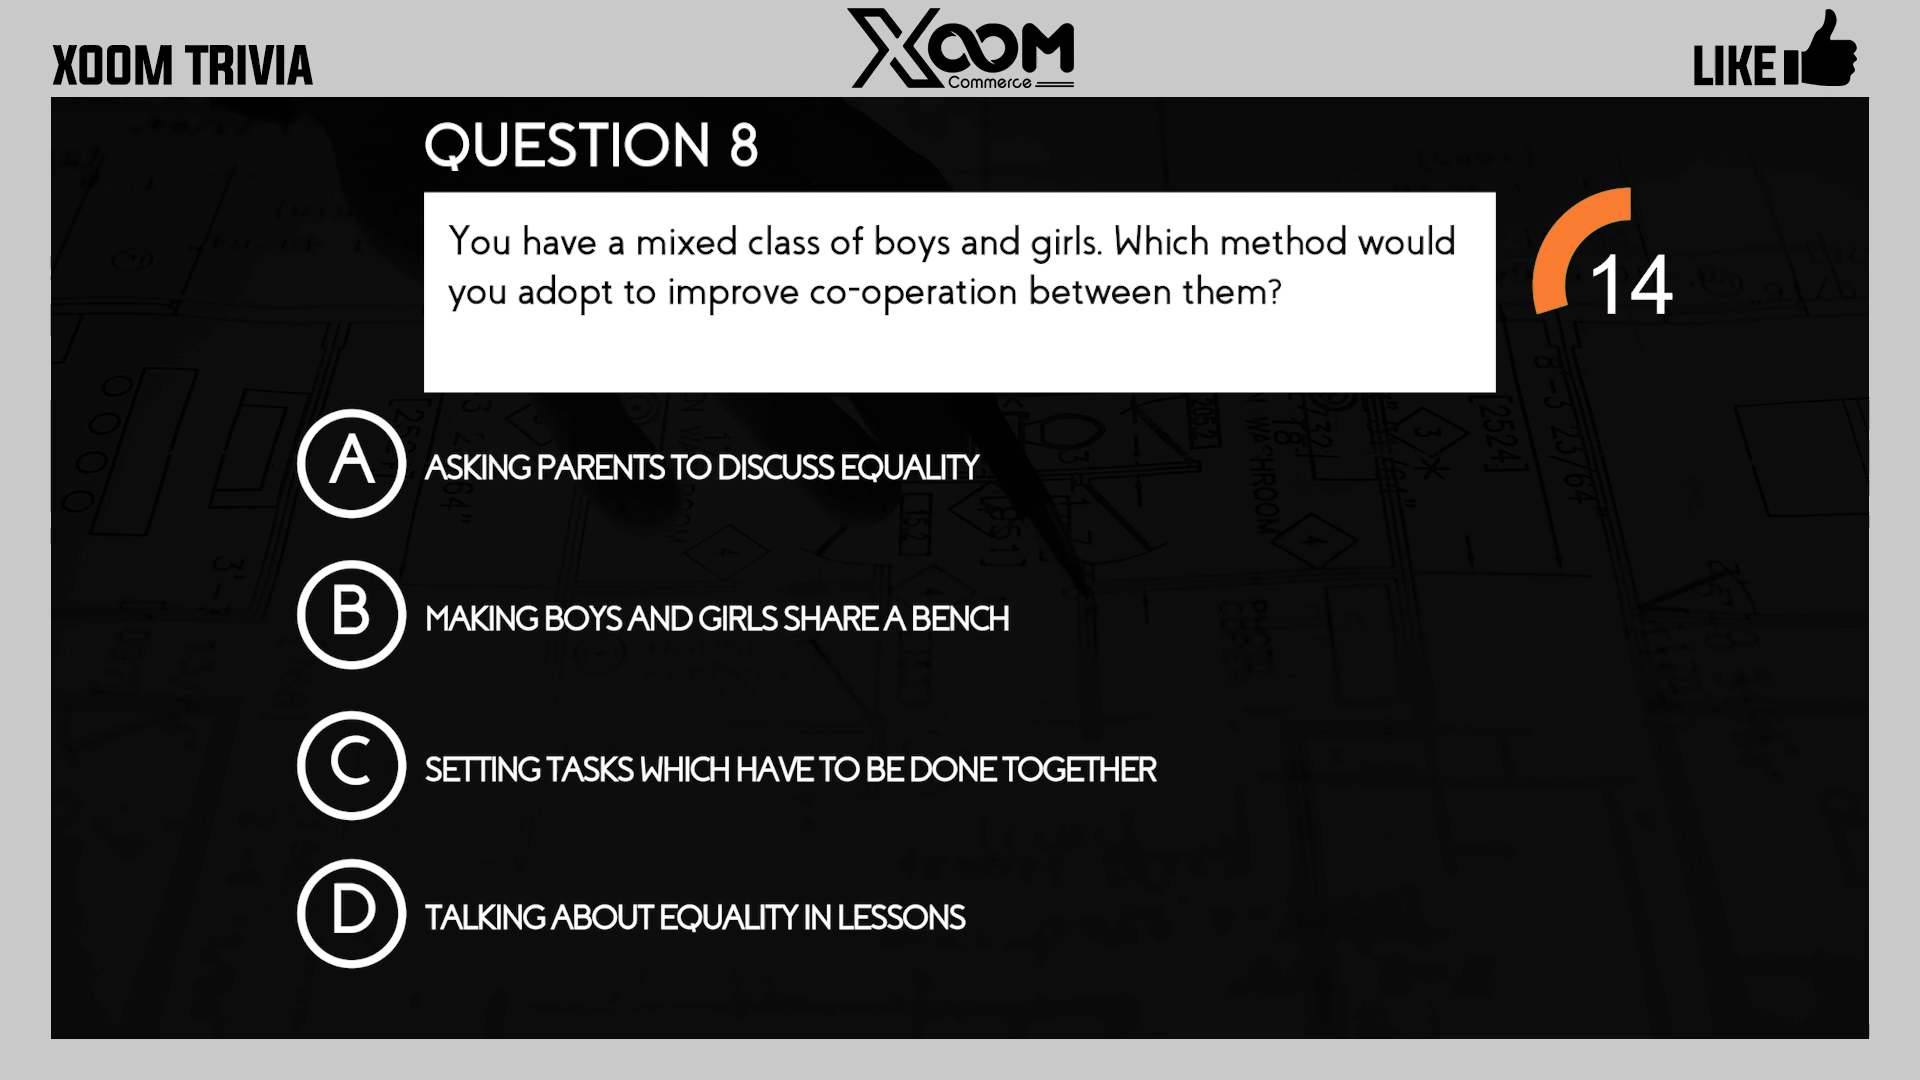 XOOM TRIVIA
XOOM
Commerce
LIKE
QUESTION 8
You have a mixed class of boys and girls. Which method would
you adopt to improve co-operation between them?
14
A ASKING PARENTS TO DISCUSS EQUALITY
B MAKING BOYS AND GIRLS SHARE A BENCH
C SETTING TASKS WHICH HAVE TO BE DONE TOGETHER
D TALKING ABOUT EQUALITY IN LESSONS